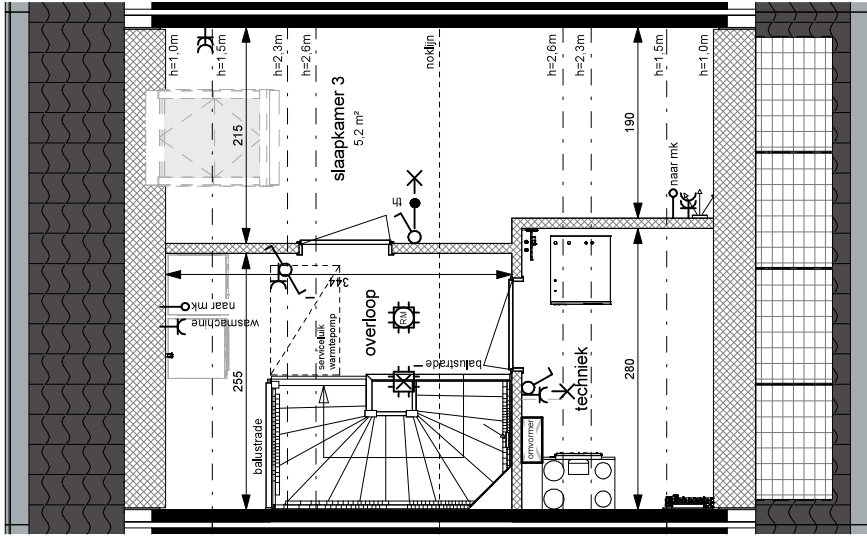 h=1,0m
h=1,5m
h=2,3m
h=2,6m
noklijn
h=2,6m
h=2,3m
h=1,5m
h=1,0m
slaapkamer 3
5,2 m²
215
190
th
naar mk
344
naar mk
wasmachine
serviceluik
warmtepomp
overloop
RM
balustrade
255
280
techniek
omvormer
balustrade